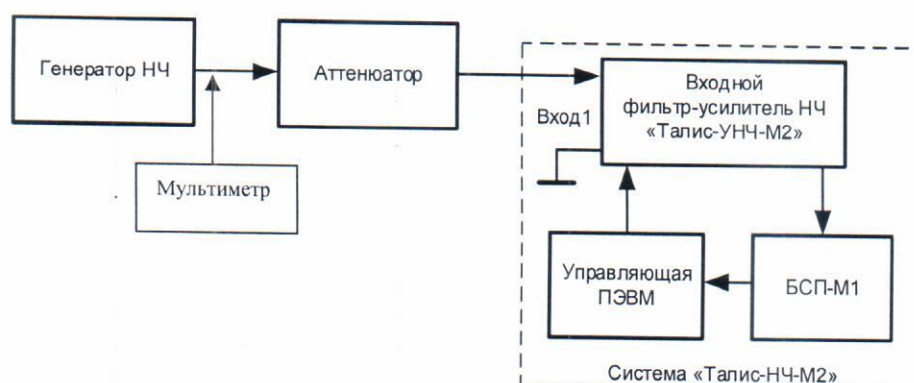 Генератор НЧ
Аттенюатор
Входной
фильтр-усилитель НЧ
«Талис-УНЧ-М2»
Вход1
Мультиметр
Управляющая
ПЭВМ
БСП-М1
Система «Талис-НЧ-М2»